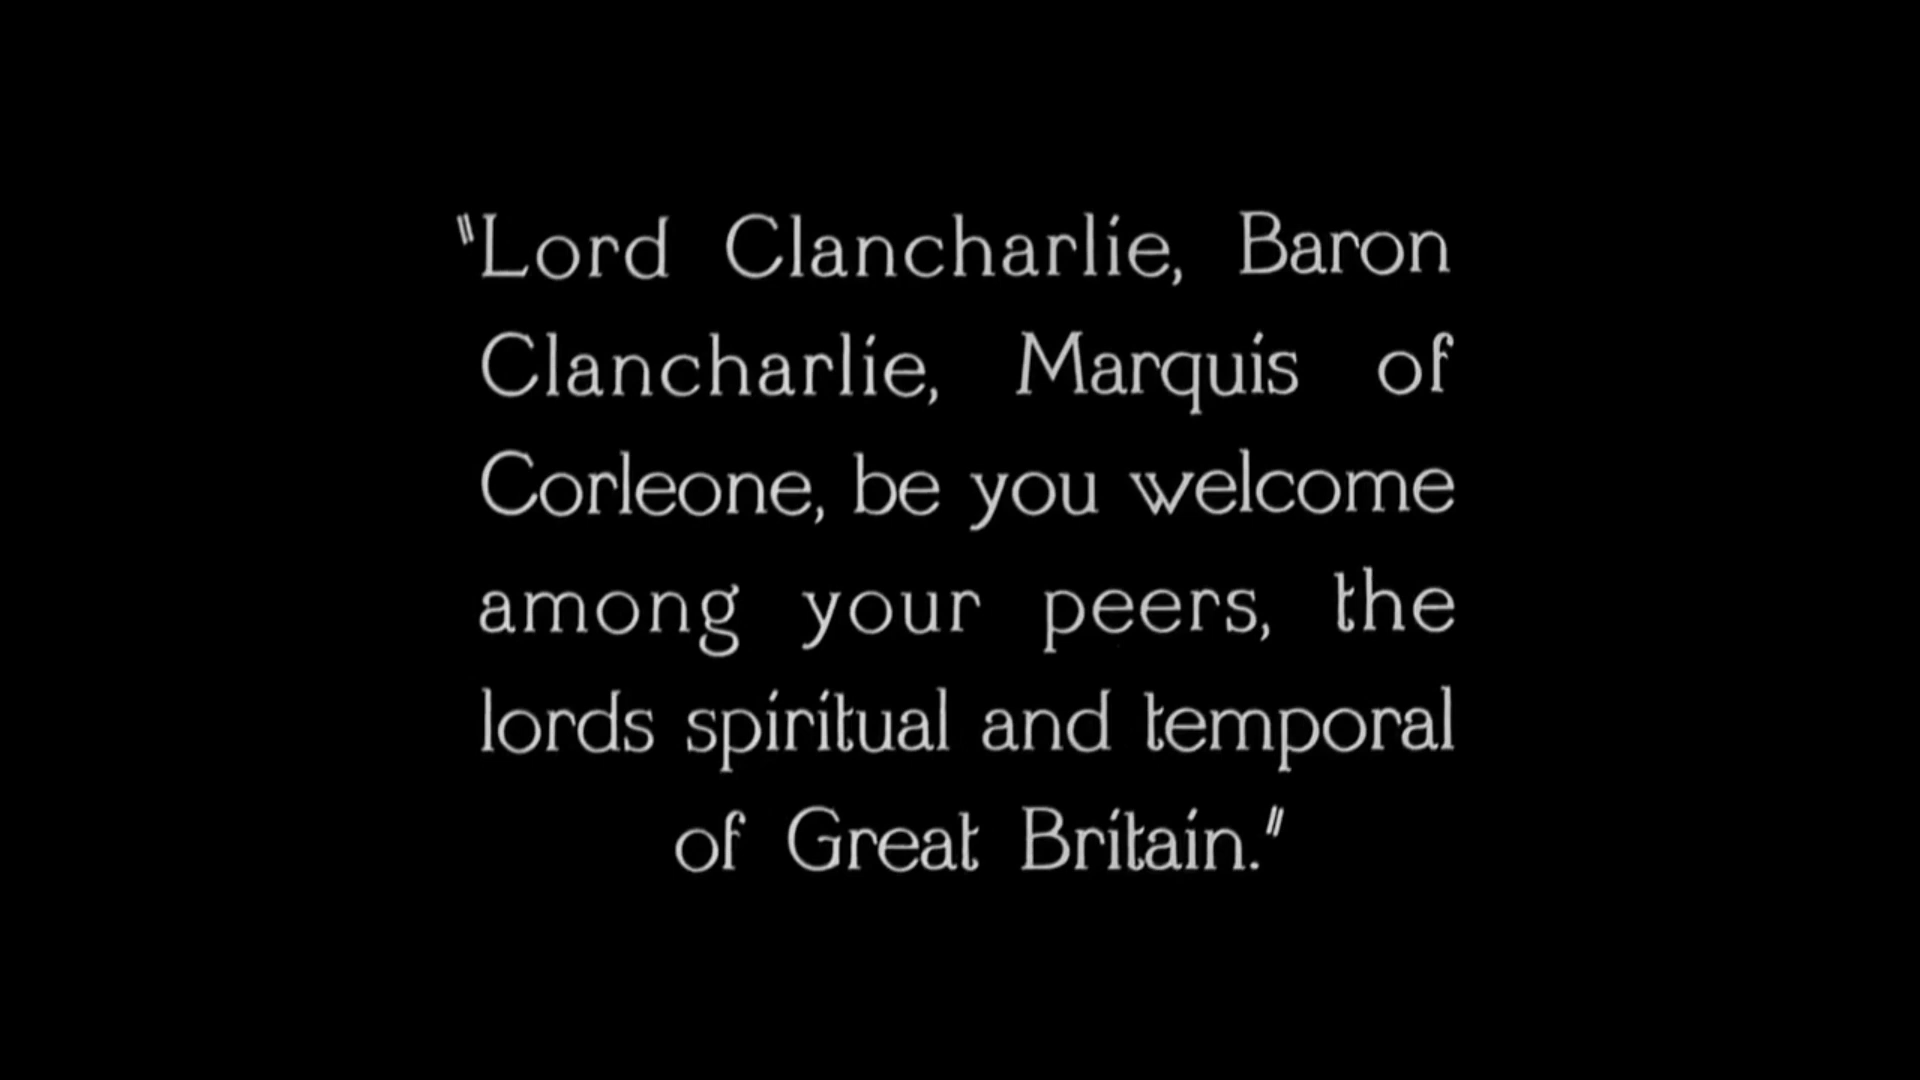 "Lord Clancharlie, Baron
Clancharlie, Marquis of
Corleone, be you welcome
among your peers, the
lords spiritual and temporal
of Great Britain."